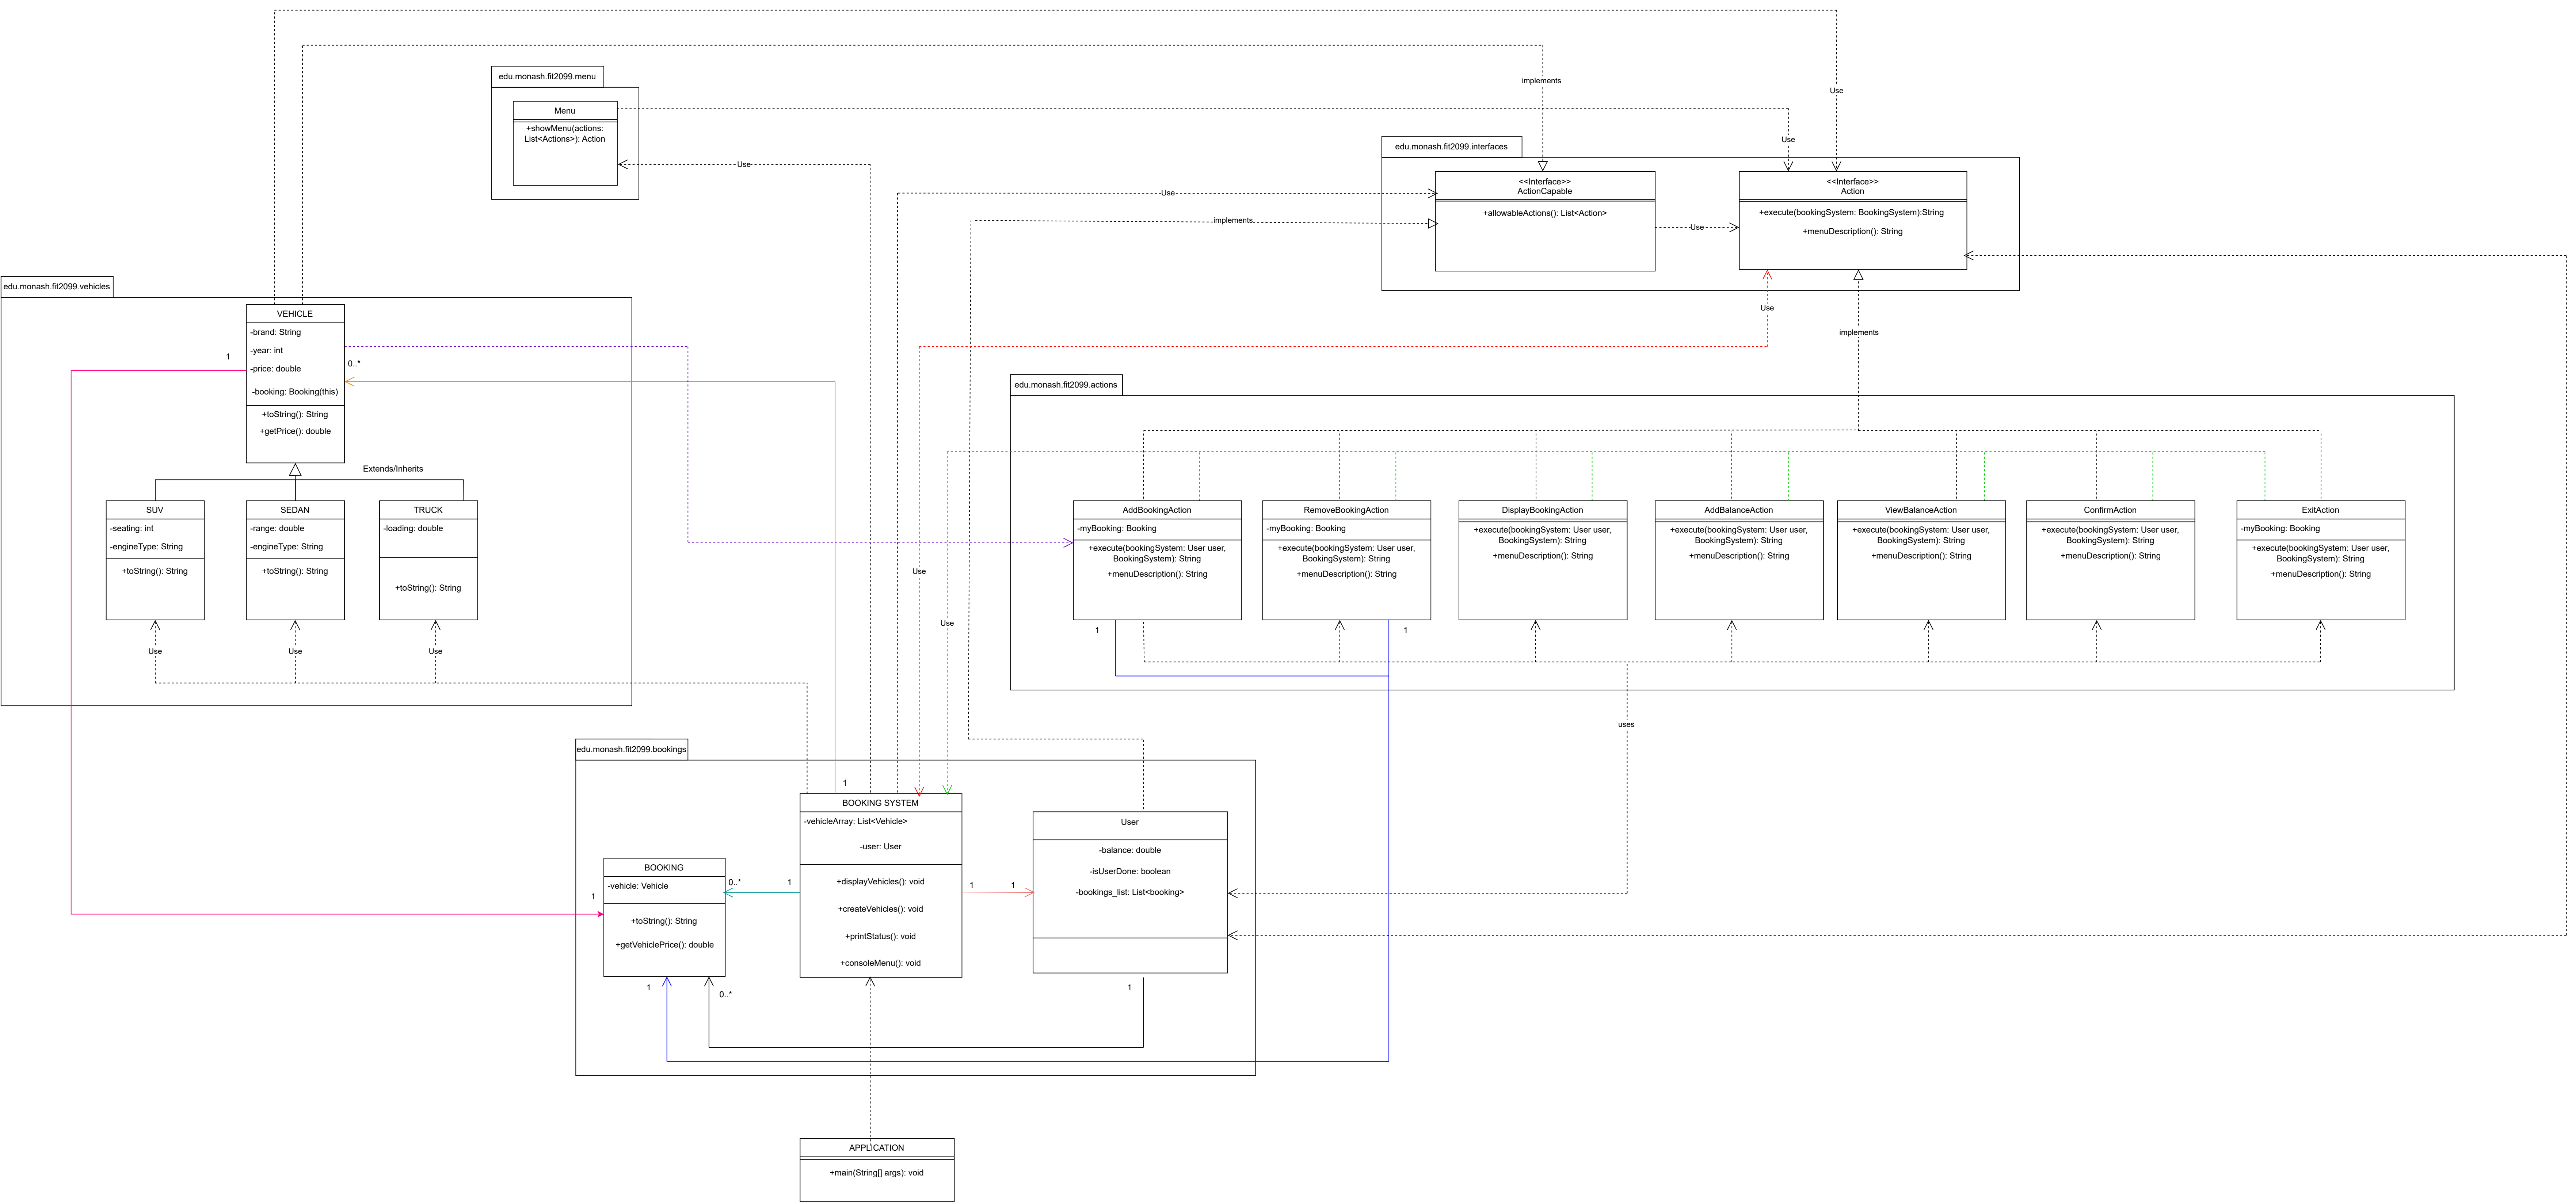 implements
Use
edu.monash.fit2099.menu
Menu
+showMenu(actions:
List<Actions>): Action
Use
Use
edu.monash.fit2099.interfaces
<<Interface>>
ActionCapable
+allowableActions(): List<Action>
<<Interface>>
Action
+execute(bookingSystem: BookingSystem):String
+menuDescription(): String
Use
implements
Use
Use
implements
edu.monash.fit2099.vehicles
VEHICLE
-brand: String
-year: int
-price: double
-booking: Booking(this)
+toString(): String
+getPrice(): double
1
0..*
Extends/Inherits
SUV
-seating: int
-engineType: String
+toString(): String
SEDAN
-range: double
-engineType: String
+toString(): String
TRUCK
-loading: double
+toString(): String
Use
Use
Use
edu.monash.fit2099.actions
AddBookingAction
-myBooking: Booking
+execute(bookingSystem: User user,
BookingSystem): String
+menuDescription(): String
RemoveBookingAction
-myBooking: Booking
+execute(bookingSystem: User user,
BookingSystem): String
+menuDescription(): String
DisplayBookingAction
+execute(bookingSystem: User user,
BookingSystem): String
+menuDescription(): String
AddBalanceAction
+execute(bookingSystem: User user,
BookingSystem): String
+menuDescription(): String
ViewBalanceAction
+execute(bookingSystem: User user,
BookingSystem): String
+menuDescription(): String
ConfirmAction
+execute(bookingSystem: User user,
BookingSystem): String
+menuDescription(): String
ExitAction
-myBooking: Booking
+execute(bookingSystem: User user,
BookingSystem): String
+menuDescription(): String
Use
Use
1
1
uses
edu.monash.fit2099.bookings
1
BOOKING SYSTEM
-vehicleArray: List<Vehicle>
-user: User
+displayVehicles(): void
+createVehicles(): void
+printStatus(): void
+consoleMenu(): void
User
-balance: double
-isUserDone: boolean
-bookings_list: List<booking>
BOOKING
-vehicle: Vehicle
+toString(): String
+getVehiclePrice(): double
1
0..*
1
1
1
1
0..*
1
APPLICATION
+main(String[] args): void